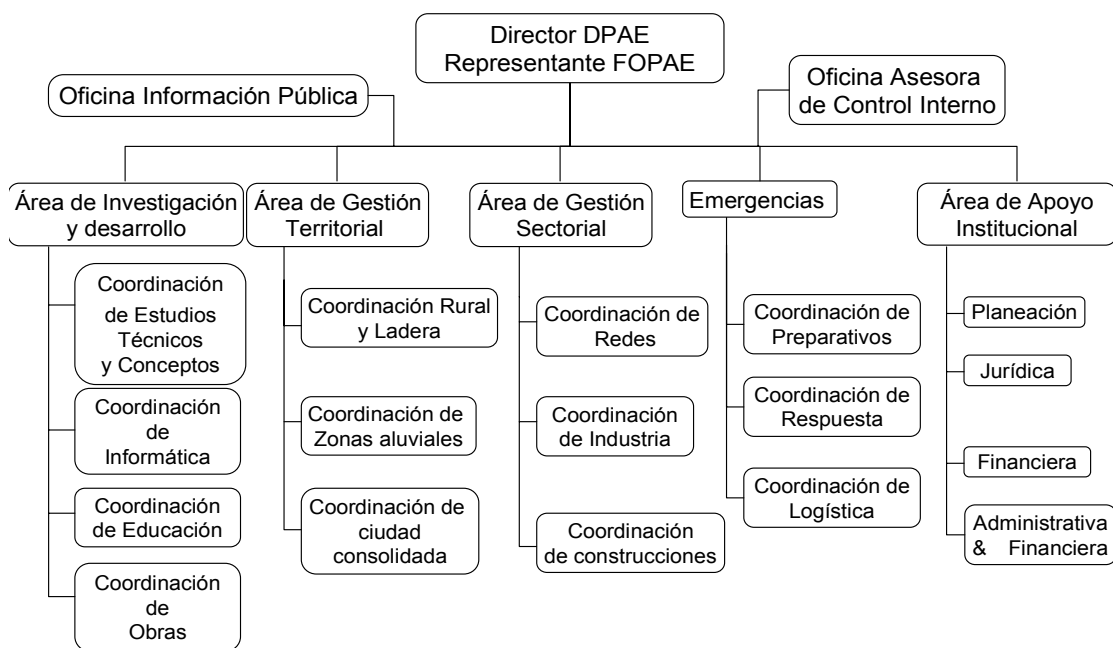 Director DPAE
Representante FOPAE
Oficina Información Pública
Oficina Asesora
de Control Interno
Área de Investigación
y desarrollo
Área de Gestión
Territorial
Área de Gestión
Sectorial
Emergencias
Área de Apoyo
Institucional
Coordinación
de Estudios
Técnicos
y Conceptos
Coordinación
de
Informática
Coordinación
de Educación
Coordinación
de
Obras
Coordinación Rural
y Ladera
Coordinación de
Zonas aluviales
Coordinación de
ciudad
consolidada
Coordinación de
Redes
Coordinación
de Industria
Coordinación
de construcciones
Coordinación de
Preparativos
Coordinación de
Respuesta
Coordinación de
Logística
Planeación
Jurídica
Financiera
Administrativa
& Financiera